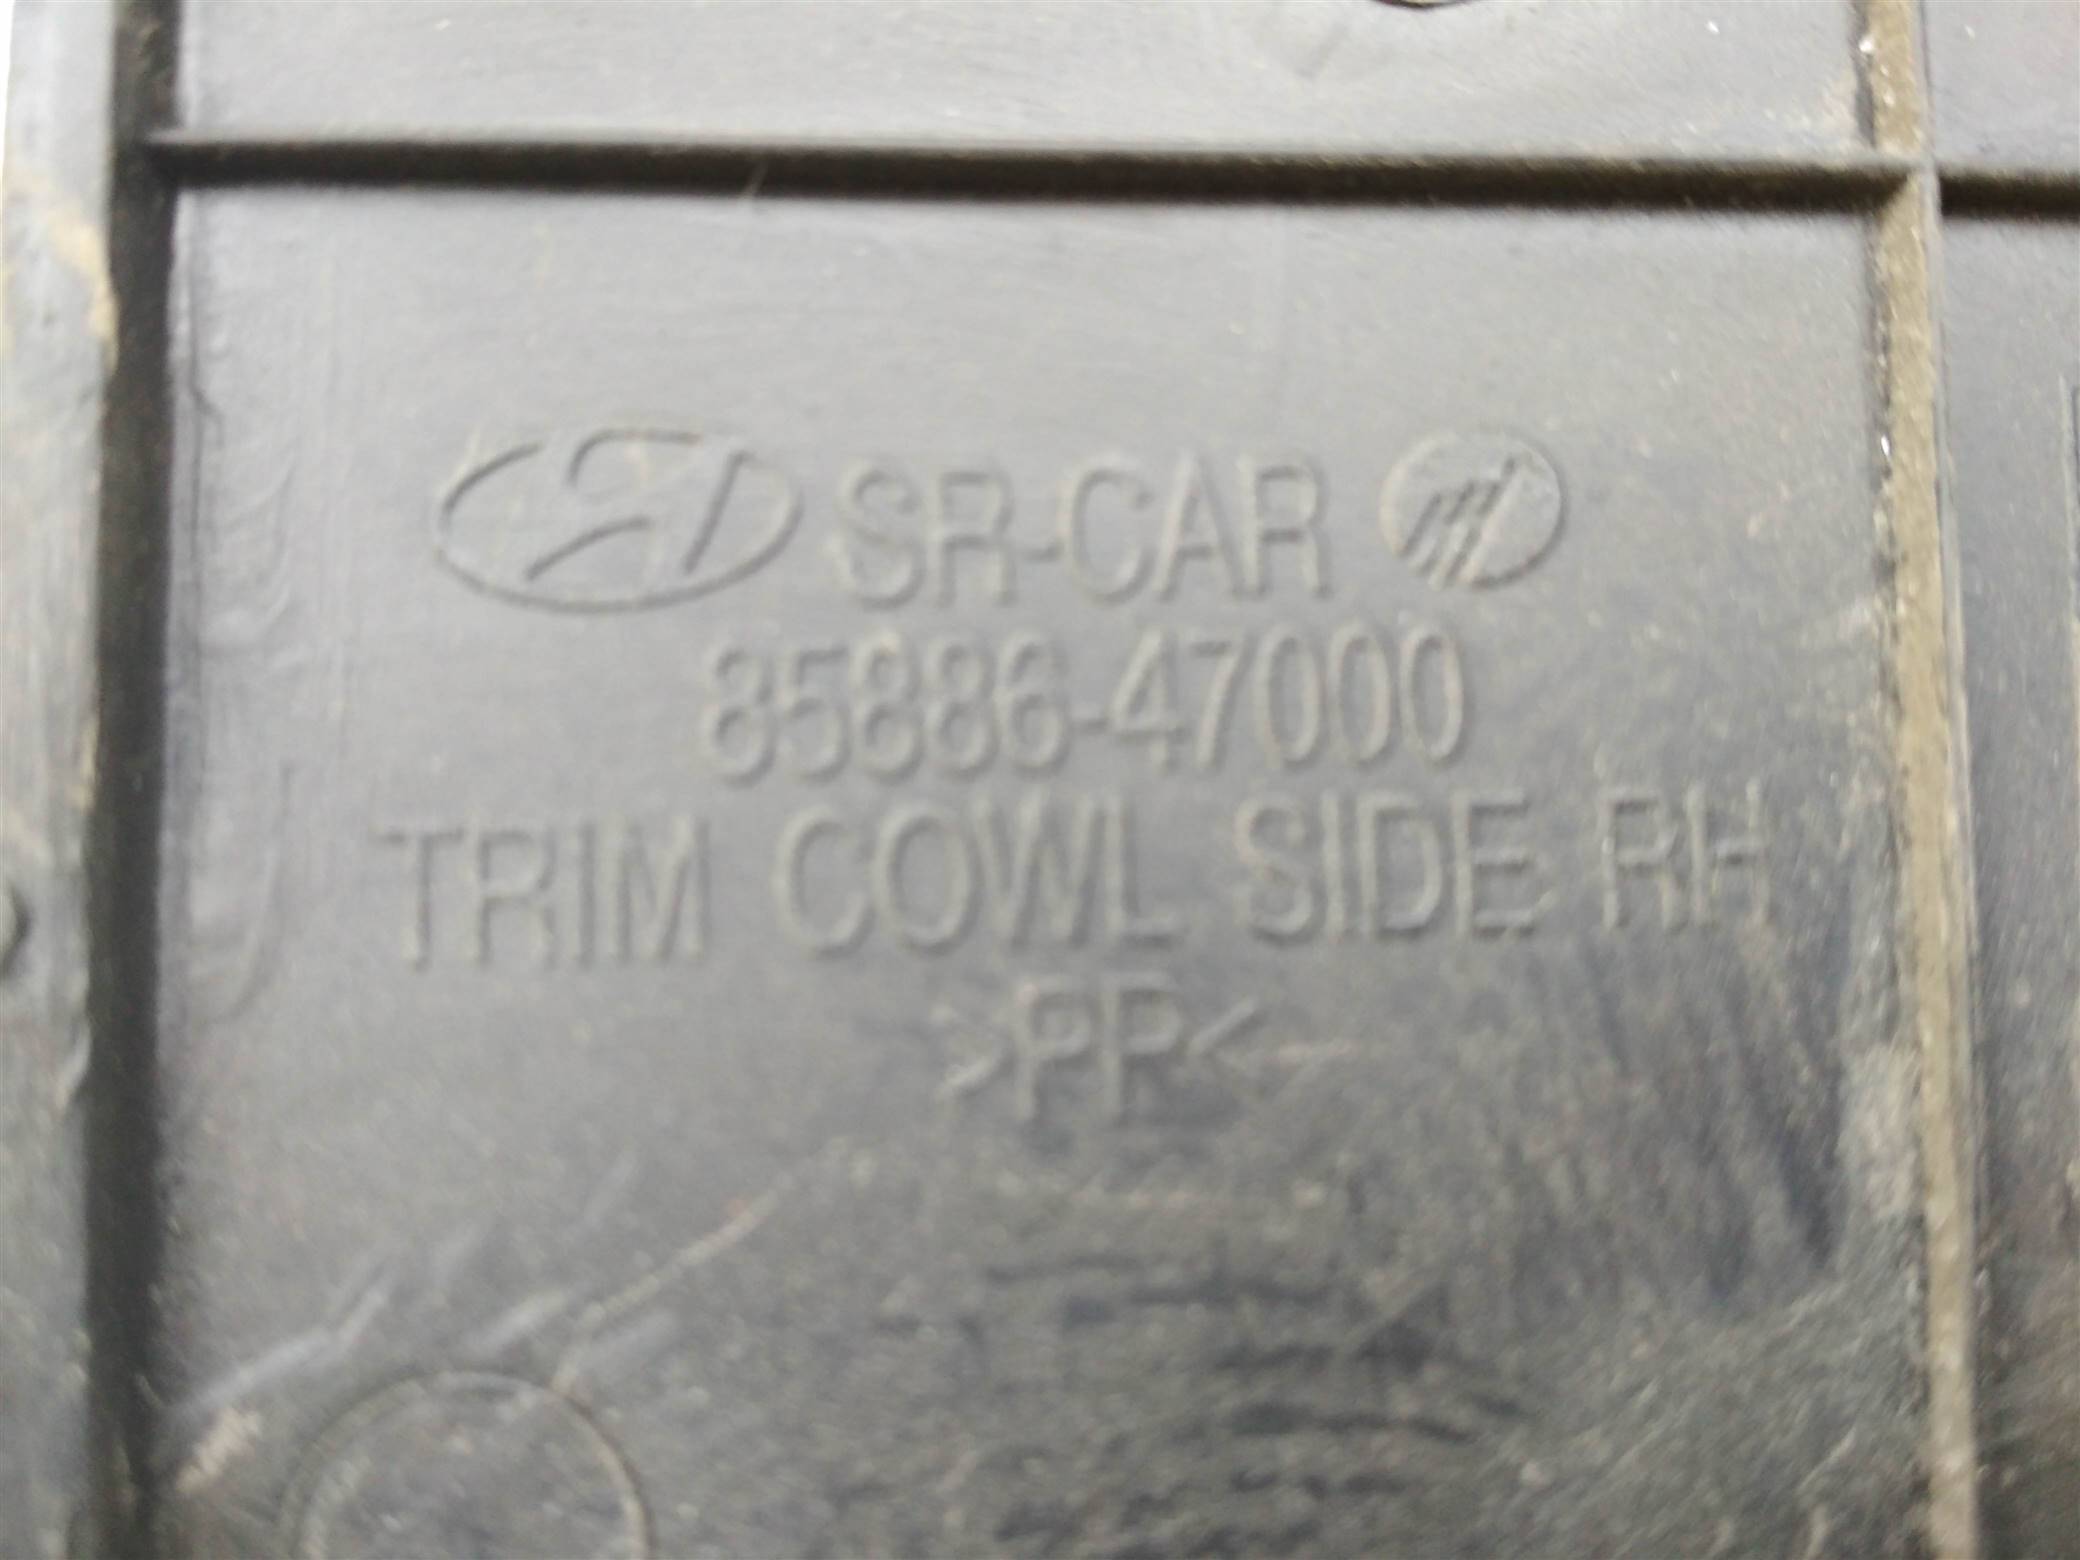 SR-CAR
85886-47000
TRIM COWL SIDE RH
>PP<